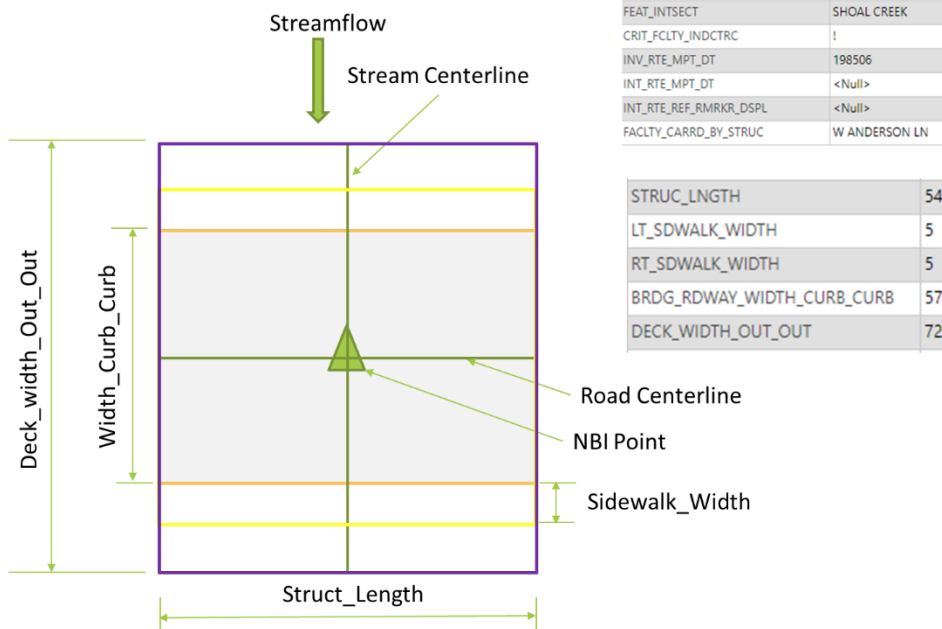 Streamflow
Stream Centerline
Deck_width_Out_Out
Width_Curb_Curb
Road Centerline
NBI Point
Sidewalk_Width
Struct_Length
FEAT_INTSECT SHOAL CREEK
CRIT_FCLTY_INDCTRC !
INV_RTE_MPT_DT 198506
INT_RTE_MPT_DT <Null>
INT_RTE_REF_RMRKR_DSPL <Null>
FACLTY_CARRD_BY_STRUC W ANDERSON LN
STRUC_LNGTH 54
LT_SDWALK_WIDTH 5
RT_SDWALK_WIDTH 5
BRDG_RDWAY_WIDTH_CURB_CURB 57
DECK_WIDTH_OUT_OUT 72